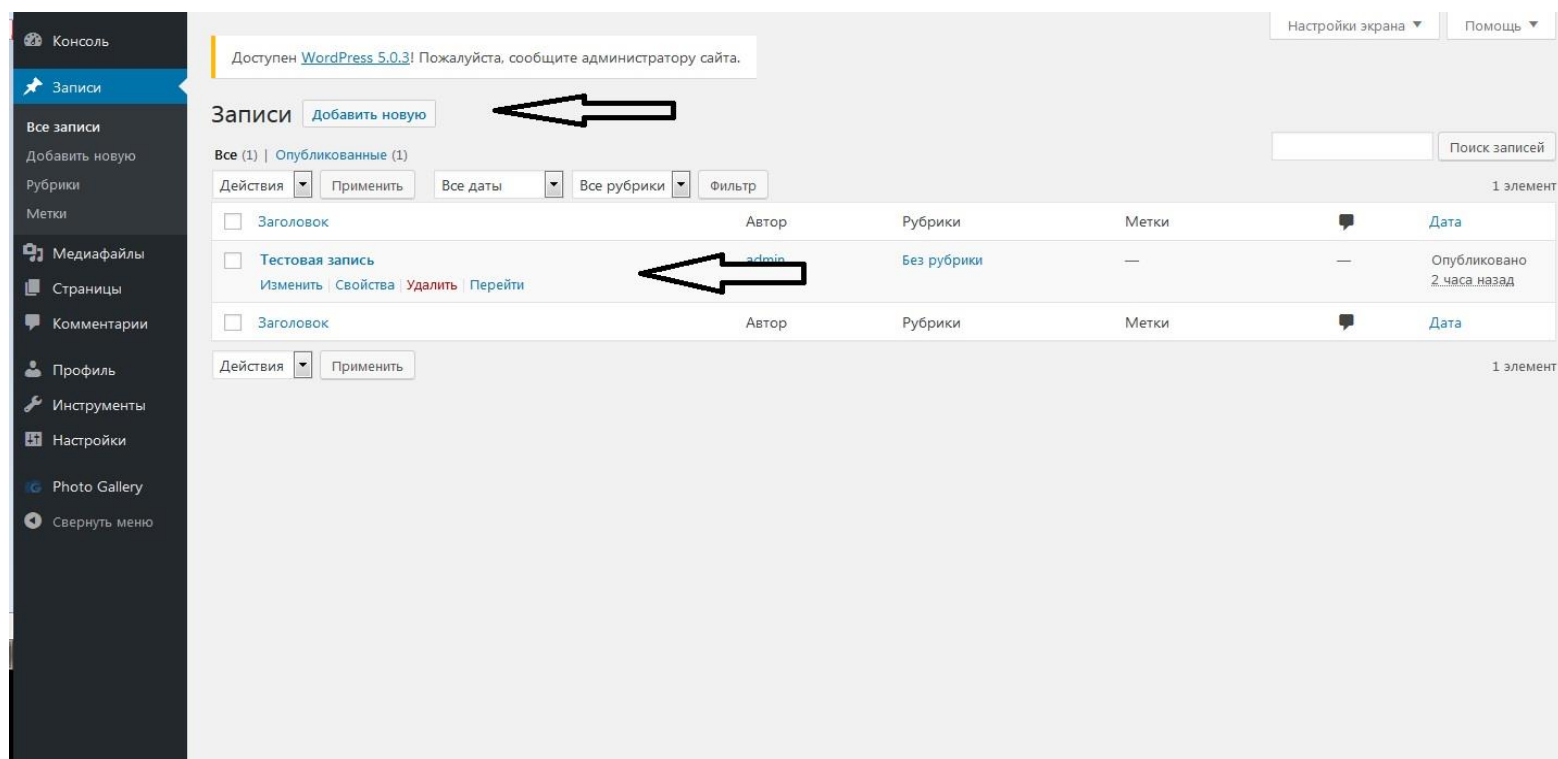 Консоль
Записи
Все записи
Добавить новую
Рубрики
Метки
Медиафайлы
Страницы
Комментарии
Профиль
Инструменты
Настройки
Photo Gallery
Свернуть меню
Настройки экрана Помощь
Доступен WordPress 5.0.3! Пожалуйста, сообщите администратору сайта.
Записи Добавить новую
Все (1) | Опубликованные (1)
Поиск записей
Действия Применить Все даты Все рубрики Фильтр 1 элемент
Заголовок Автор Рубрики Метки Дата
Тестовая запись admin Без рубрики — — Опубликовано
Изменить | Свойства | Удалить | Перейти 2 часа назад
Заголовок Автор Рубрики Метки Дата
Действия Применить 1 элемент